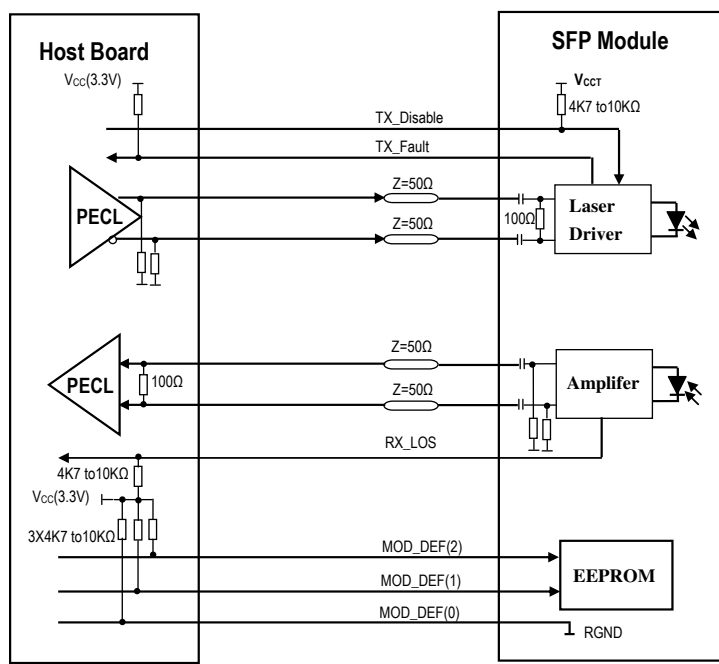 Host Board
SFP Module
VCC(3.3V)
VCCT
4K7 to10KΩ
TX_Disable
TX_Fault
Z=50Ω
PECL
Z=50Ω
100Ω
Laser
Driver
Z=50Ω
PECL
100Ω
Z=50Ω
Amplifer
RX_LOS
4K7 to10KΩ
VCC(3.3V)
3X4K7 to10KΩ
MOD_DEF(2)
MOD_DEF(1)
EEPROM
MOD_DEF(0)
RGND